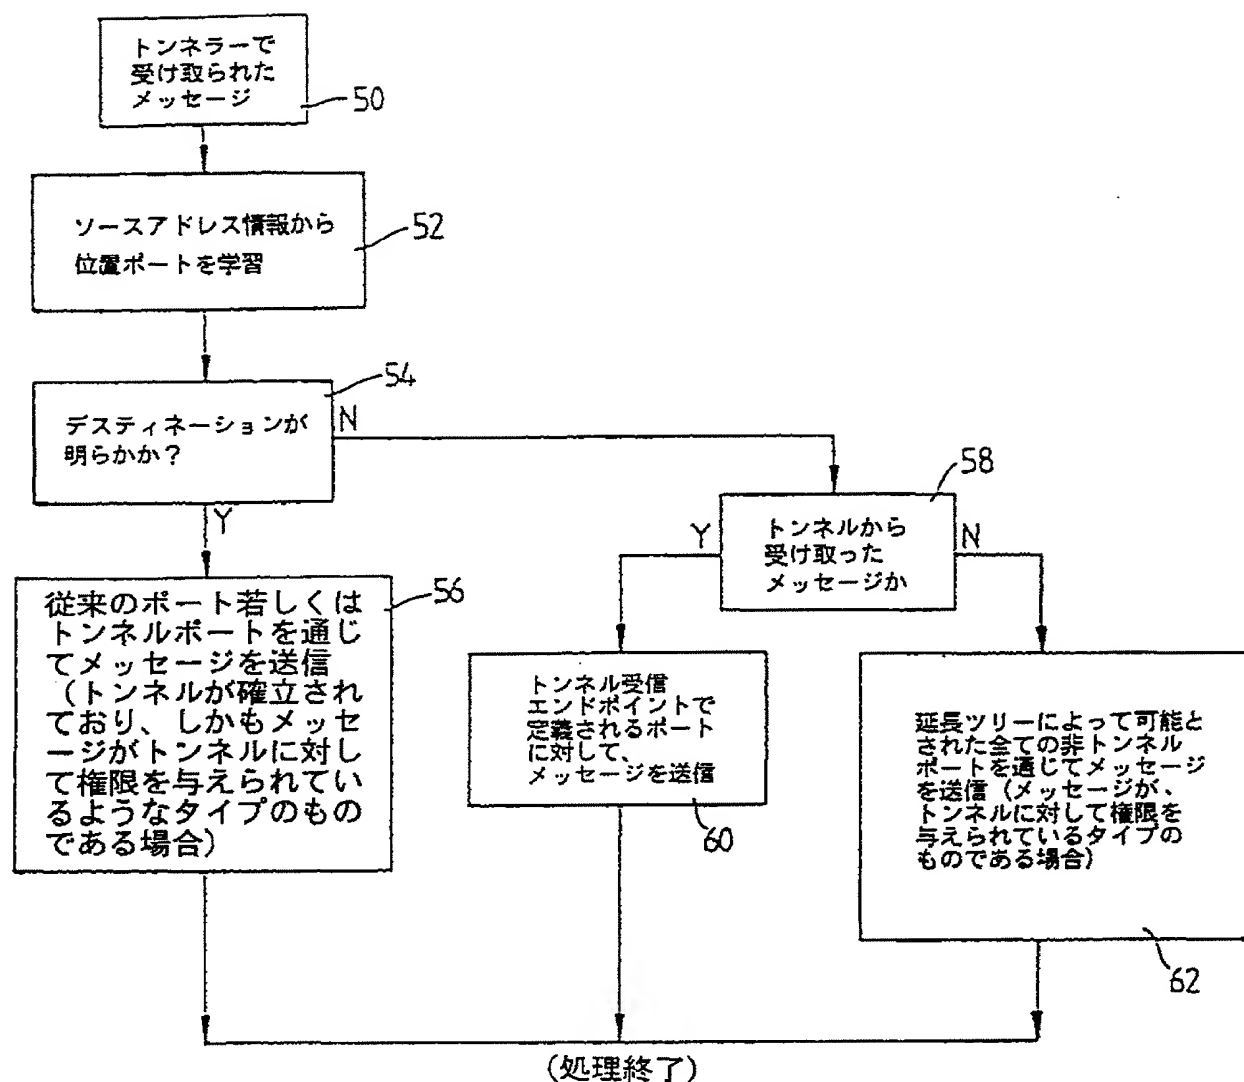 トンネラーで
受け取られた
メッセージ
50
ソースアドレス情報から
位置ポートを学習
52
デスティネーションが
明らかか？
54
N
Y
トンネルから
受け取った
メッセージか
58
Y
N
従来のポート若しくは
トンネルポートを通じ
てメッセージを送信
（トンネルが確立され
ており、しかもメッセ
ージがトンネルに対し
て権限を与えられてい
るようなタイプのもの
である場合）
56
トンネル受信
エンドポイントで
定義されるポート
に対して、
メッセージを送信
60
延長ツリーによって可能と
された全ての非トンネル
ポートを通じてメッセージ
を送信（メッセージが、
トンネルに対して権限を
与えられているタイプの
ものである場合）
62
（処理終了）